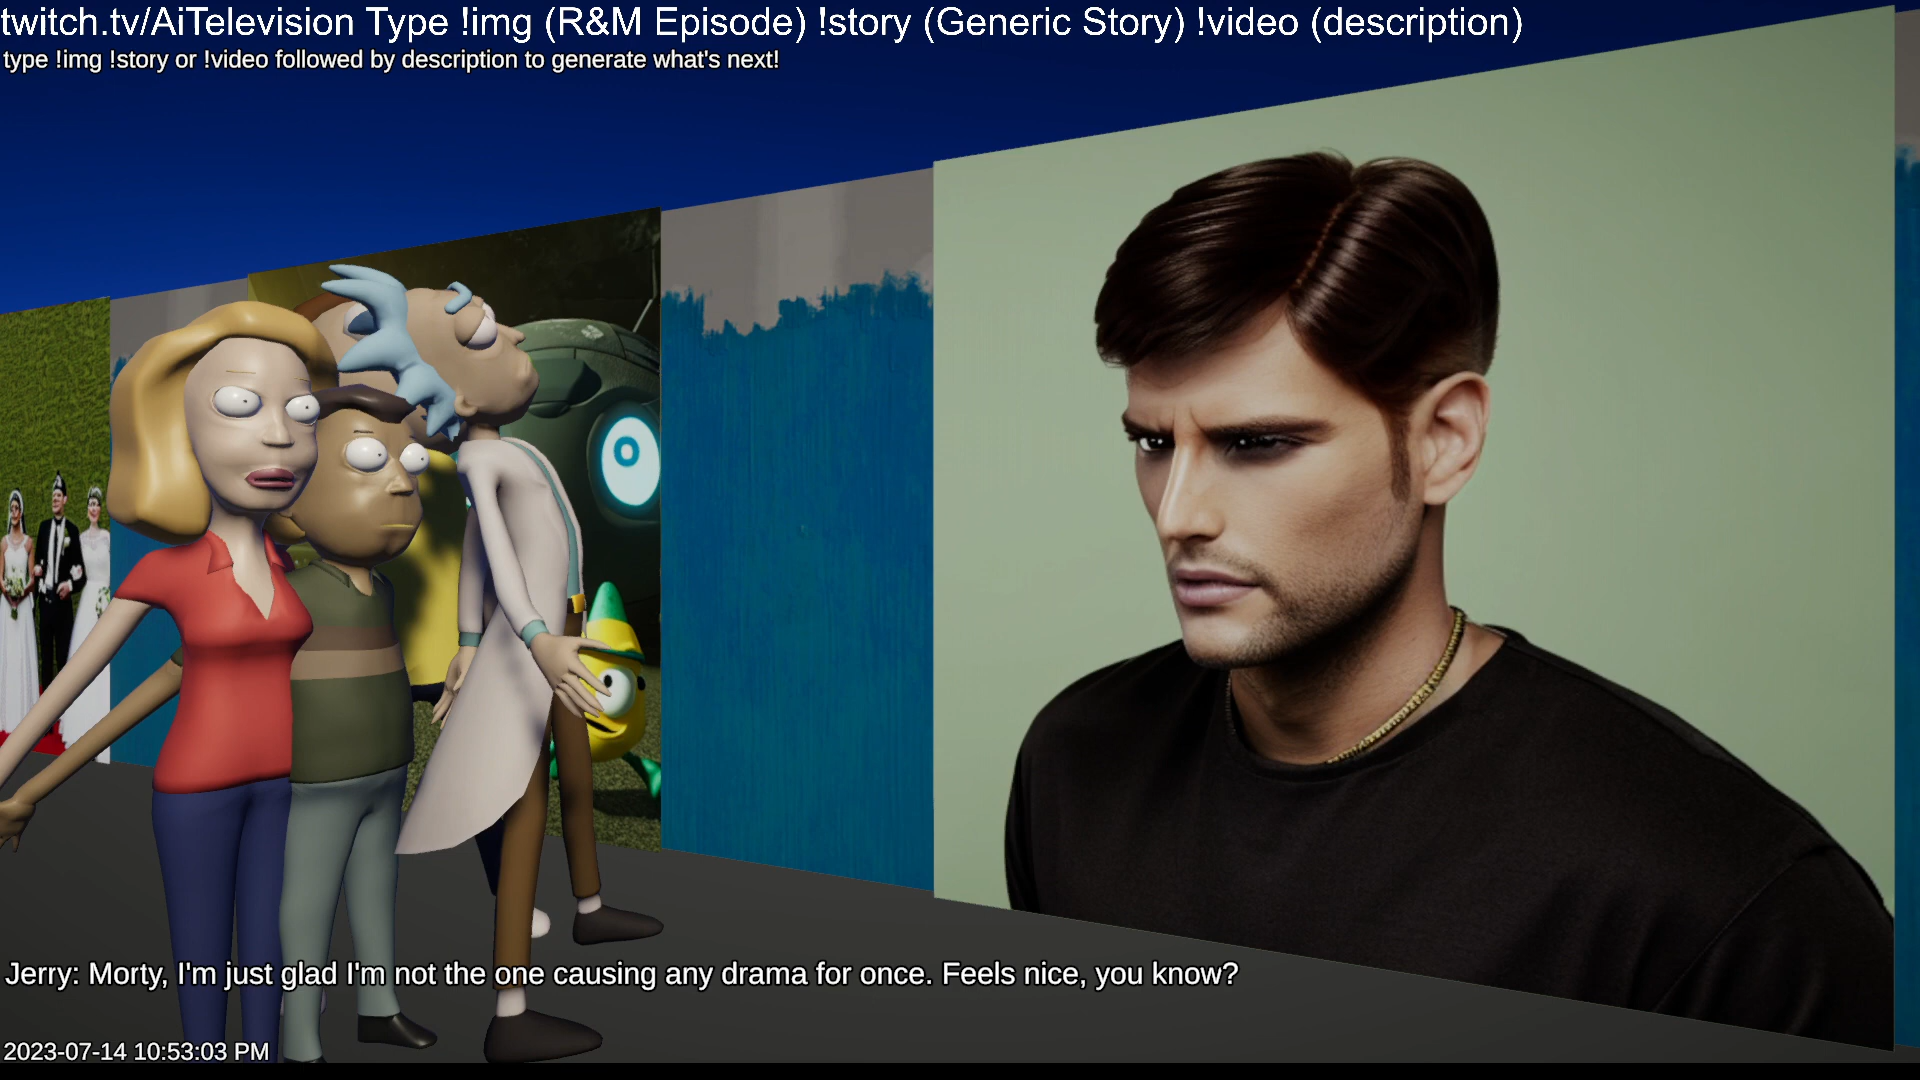 twitch.tv/AiTelevision Type !img (R&M Episode) !story (Generic Story) !video (description)
type !img !story or !video followed by description to generate what's next!
Jerry: Morty, I'm just glad I'm not the one causing any drama for once. Feels nice, you know?
2023-07-14 10:53:03 PM